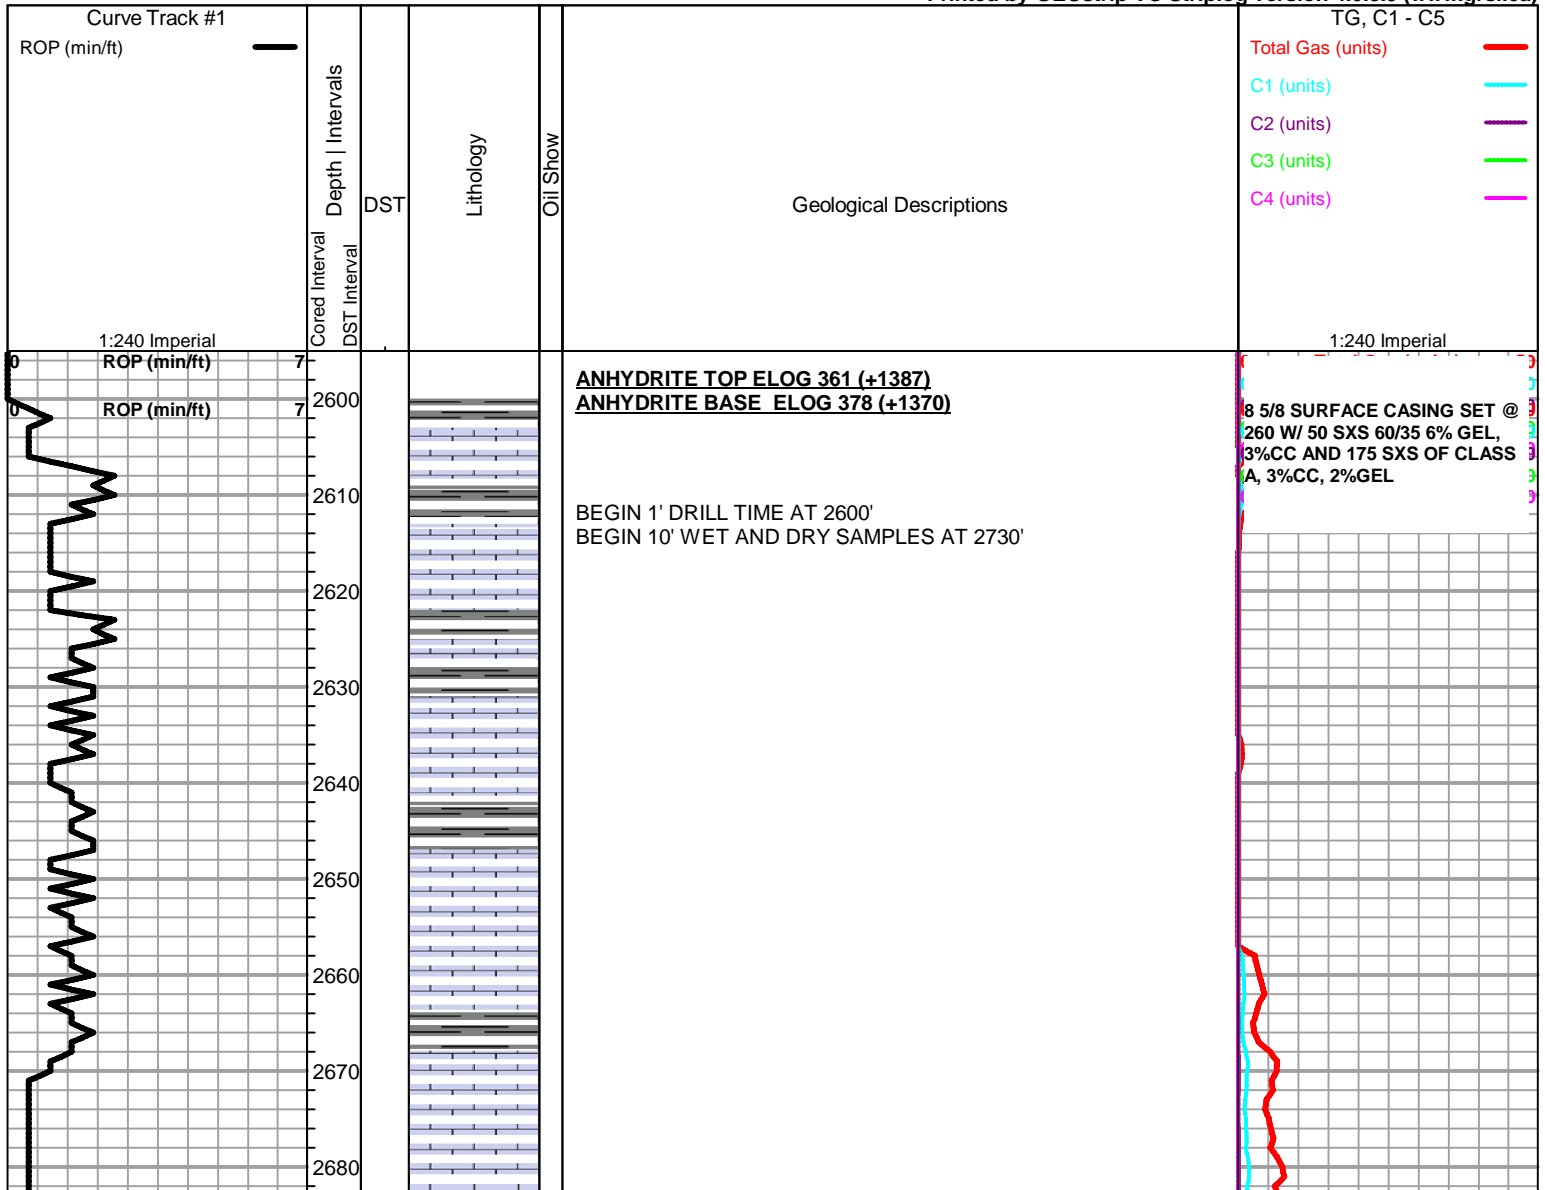 Curve Track #1
ROP (min/ft)
1:240 Imperial
Depth | Intervals
Cored Interval
DST Interval
DST
Lithology
Oil Show
Geological Descriptions
TG, C1 - C5
Total Gas (units)
C1 (units)
C2 (units)
C3 (units)
C4 (units)
1:240 Imperial
0 ROP (min/ft) 7
0 ROP (min/ft) 7
2600
2610
2620
2630
2640
2650
2660
2670
2680
ANHYDRITE TOP ELOG 361 (+1387)
ANHYDRITE BASE ELOG 378 (+1370)
BEGIN 1' DRILL TIME AT 2600'
BEGIN 10' WET AND DRY SAMPLES AT 2730'
8 5/8 SURFACE CASING SET @
260 W/ 50 SXS 60/35 6% GEL,
3%CC AND 175 SXS OF CLASS
A, 3%CC, 2%GEL